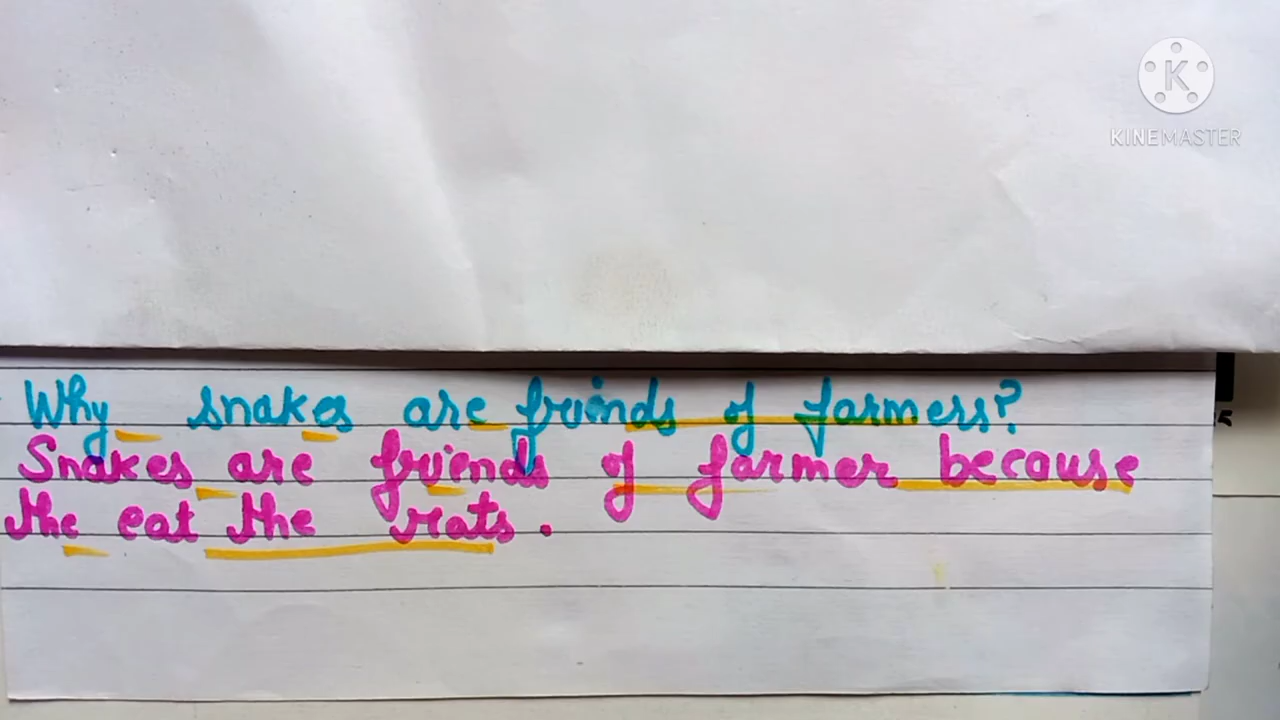 KINEMASTER
Why snakes are friends of farmers?
Snakes are friends of farmer because
the eat the rats.